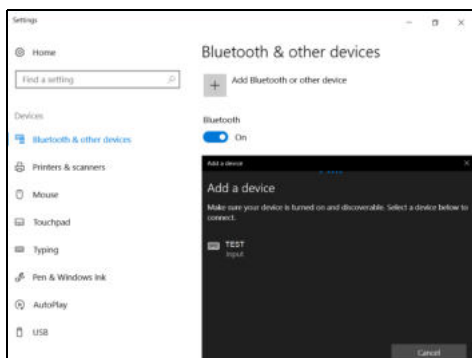 Settings
Home
Find a setting
Devices
Bluetooth & other devices
Printers & scanners
Mouse
Touchpad
Typing
Pen & Windows Ink
AutoPlay
USB
Bluetooth & other devices
Add Bluetooth or other device
Bluetooth
On
Add a device
Add a device
Make sure your device is turned on and discoverable. Select a device below to
connect.
TEST
Input
Cancel